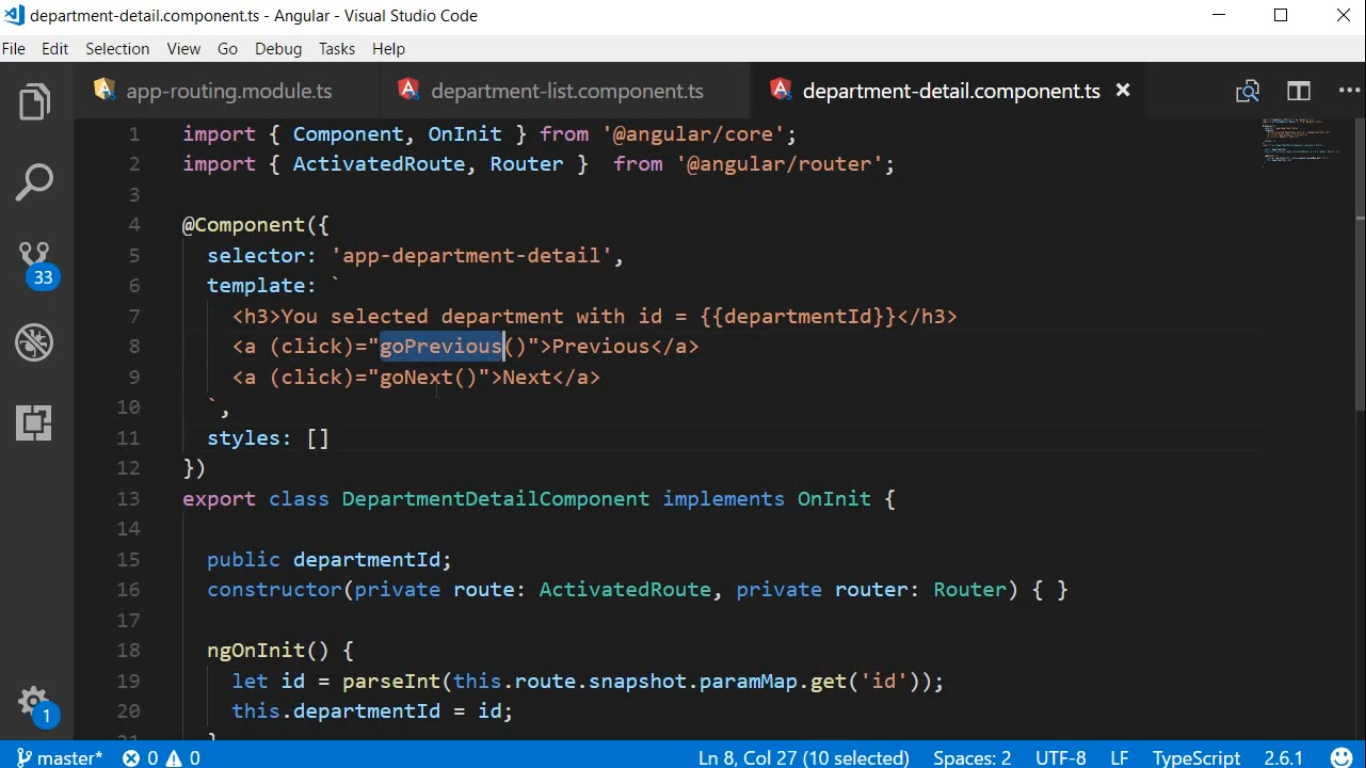 department-detail.component.ts - Angular - Visual Studio Code
File Edit Selection View Go Debug Tasks Help
app-routing.module.ts department-list.component.ts department-detail.component.ts
1 import { Component, OnInit } from '@angular/core';
2 import { ActivatedRoute, Router }  from '@angular/router';
3
4 @Component({
5   selector: 'app-department-detail',
6   template: `
7     <h3>You selected department with id = {{departmentId}}</h3>
8     <a (click)="goPrevious()">Previous</a>
9     <a (click)="goNext()">Next</a>
10   `,
11   styles: []
12 })
13 export class DepartmentDetailComponent implements OnInit {
14
15   public departmentId;
16   constructor(private route: ActivatedRoute, private router: Router) { }
17
18   ngOnInit() {
19     let id = parseInt(this.route.snapshot.paramMap.get('id'));
20     this.departmentId = id;
33
1
master* 0 0 Ln 8, Col 27 (10 selected) Spaces: 2 UTF-8 LF TypeScript 2.6.1